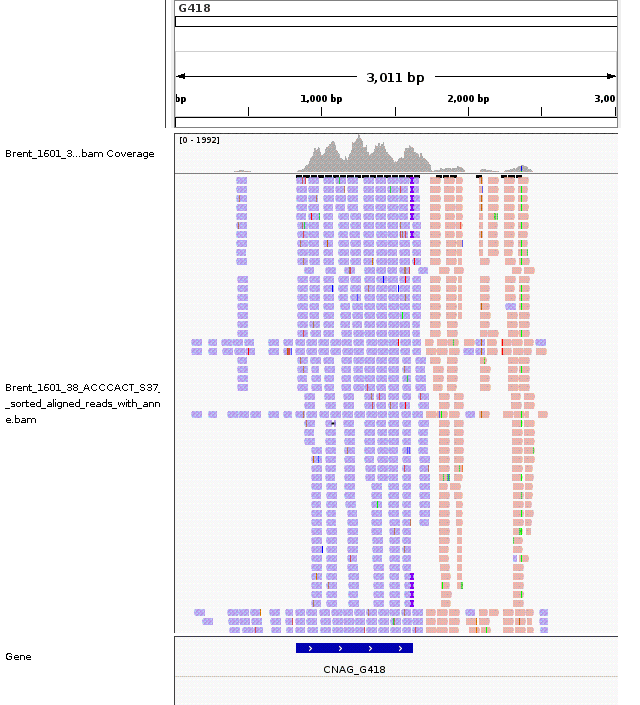 G418
3,011 bp
bp
1,000 bp
2,000 bp
3,00
[0 - 1992]
Brent_1601_3...bam Coverage
Brent_1601_38_ACCCACT_S37_
_sorted_aligned_reads_with_ann
e.bam
Gene
CNAG_G418